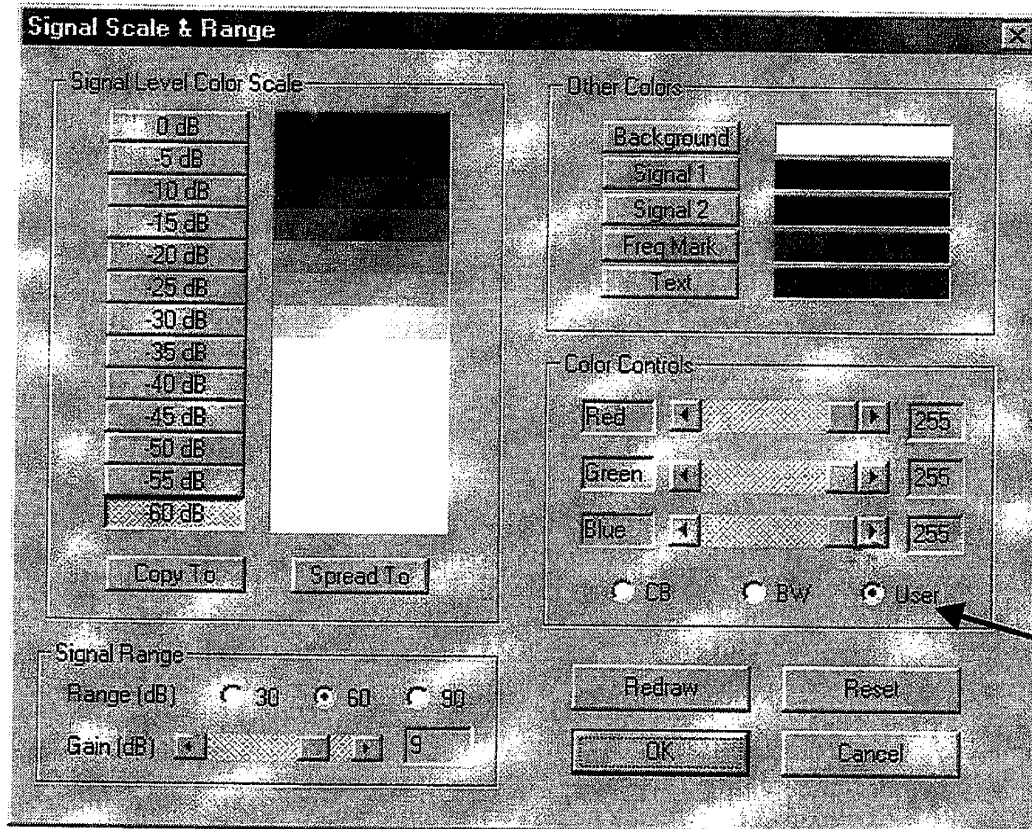 Signal Scale & Range
Signal Level Color Scale
0 dB
-5 dB
-10 dB
-15 dB
-20 dB
-25 dB
-30 dB
-35 dB
-40 dB
-45 dB
-50 dB
-55 dB
-60 dB
Copy To
Spread To
Other Colors
Background
Signal 1
Signal 2
Freq Mark
Text
Color Controls
Red 255
Green 255
Blue 255
CB BW User
Signal Range
Range (dB) 30 60 90
Gain (dB) 9
Redraw
Reset
OK
Cancel